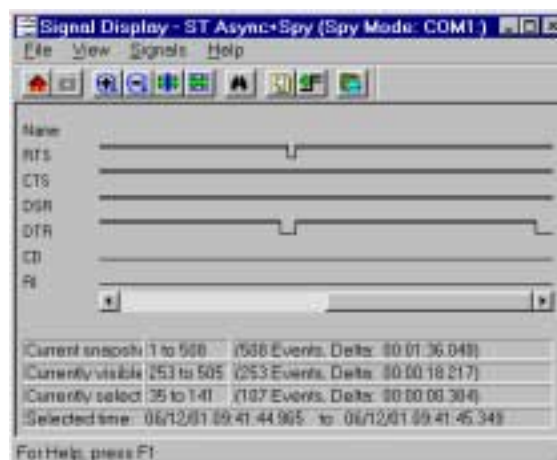 Signal Display - ST Async+Spy (Spy Mode: COM1:)
File View Signals Help
Name
RTS
CTS
DSR
DTR
CD
RI
Current snapsh 1 to 508 (508 Events, Delta: 00:01:36.048)
Currently visible 253 to 505 (253 Events, Delta: 00:00:18.217)
Currently select 35 to 141 (107 Events, Delta: 00:00:00.384)
Selected time: 06/12/01 09:41:44.965 to 06/12/01 09:41:45.349
For Help, press F1